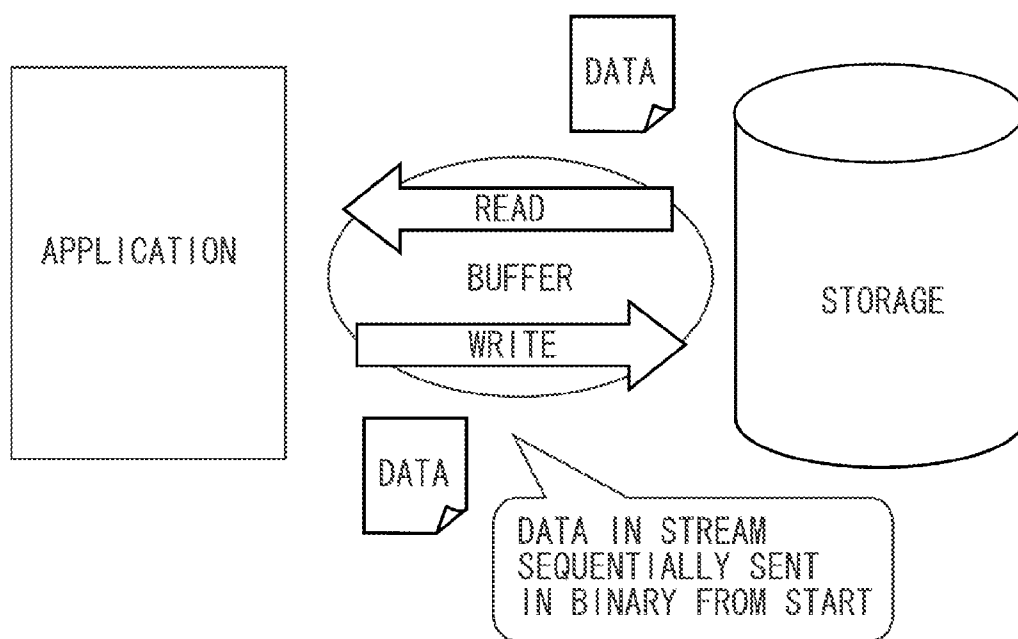 DATA
READ
APPLICATION
BUFFER
STORAGE
WRITE
DATA
DATA IN STREAM
SEQUENTIALLY SENT
IN BINARY FROM START